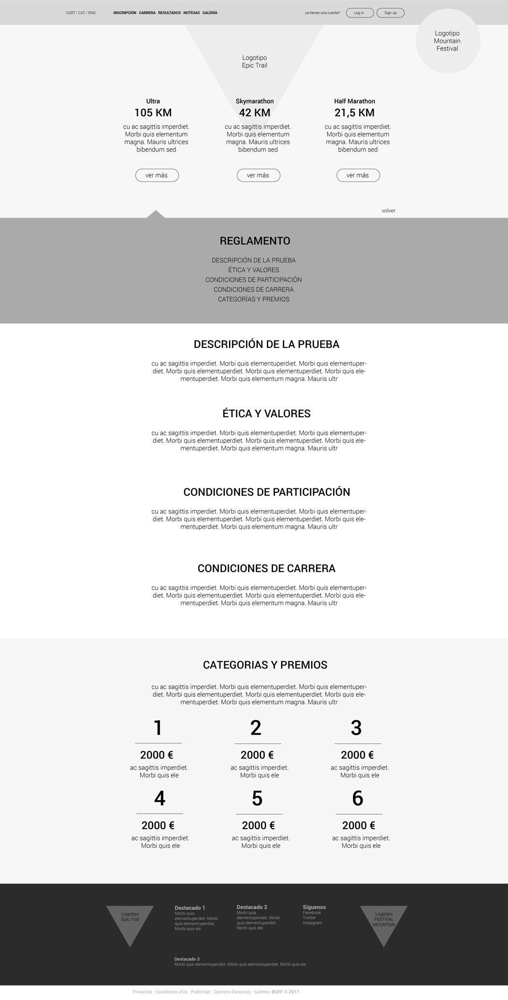 CAST / CAT / ENG
INSCRIPCIÓN CARRERA RESULTADOS NOTÍCIAS GALERÍA
ya tienes una cuenta?
Log in
Sign up
Logotipo
Mountain
Festival
Logotipo
Epic Trail
Ultra
105 KM
cu ac sagittis imperdiet.
Morbi quis elementum
magna. Mauris ultrices
bibendum sed
ver más
Skymarathon
42 KM
cu ac sagittis imperdiet.
Morbi quis elementum
magna. Mauris ultrices
bibendum sed
ver más
Half Marathon
21,5 KM
cu ac sagittis imperdiet.
Morbi quis elementum
magna. Mauris ultrices
bibendum sed
ver más
volver
REGLAMENTO
DESCRIPCIÓN DE LA PRUEBA
ÉTICA Y VALORES
CONDICIONES DE PARTICIPACIÓN
CONDICIONES DE CARRERA
CATEGORÍAS Y PREMIOS
DESCRIPCIÓN DE LA PRUEBA
cu ac sagittis imperdiet. Morbi quis elementuperdiet. Morbi quis elementuper-
diet. Morbi quis elementuperdiet. Morbi quis elementuperdiet. Morbi quis ele-
mentuperdiet. Morbi quis elementum magna. Mauris ultr
ÉTICA Y VALORES
cu ac sagittis imperdiet. Morbi quis elementuperdiet. Morbi quis elementuper-
diet. Morbi quis elementuperdiet. Morbi quis elementuperdiet. Morbi quis ele-
mentuperdiet. Morbi quis elementum magna. Mauris ultr
CONDICIONES DE PARTICIPACIÓN
cu ac sagittis imperdiet. Morbi quis elementuperdiet. Morbi quis elementuper-
diet. Morbi quis elementuperdiet. Morbi quis elementuperdiet. Morbi quis ele-
mentuperdiet. Morbi quis elementum magna. Mauris ultr
CONDICIONES DE CARRERA
cu ac sagittis imperdiet. Morbi quis elementuperdiet. Morbi quis elementuper-
diet. Morbi quis elementuperdiet. Morbi quis elementuperdiet. Morbi quis ele-
mentuperdiet. Morbi quis elementum magna. Mauris ultr
CATEGORIAS Y PREMIOS
cu ac sagittis imperdiet. Morbi quis elementuperdiet. Morbi quis elementuper-
diet. Morbi quis elementuperdiet. Morbi quis elementuperdiet. Morbi quis ele-
mentuperdiet. Morbi quis elementum magna. Mauris ultr
1
2000 €
ac sagittis imperdiet.
Morbi quis ele
2
2000 €
ac sagittis imperdiet.
Morbi quis ele
3
2000 €
ac sagittis imperdiet.
Morbi quis ele
4
2000 €
ac sagittis imperdiet.
Morbi quis ele
5
2000 €
ac sagittis imperdiet.
Morbi quis ele
6
2000 €
ac sagittis imperdiet.
Morbi quis ele
Logotipo
Epic Trail
Destacado 1
Morbi quis
elementuperdiet. Morbi
quis elementuperdiet.
Morbi quis ele
Destacado 2
Morbi quis
elementuperdiet. Morbi
quis elementuperdiet.
Morbi quis ele
Síguenos
Facebook
Twitter
Instagram
Logotipo
FESTIVAL
MOUNTAIN
Destacado 3
Morbi quis elementuperdiet. Morbi quis elementuperdiet. Morbi quis ele
Privacitat · Condicions d'ús · Publicitat · Opcions d'anuncis · Galetes ·BUFF © 2017